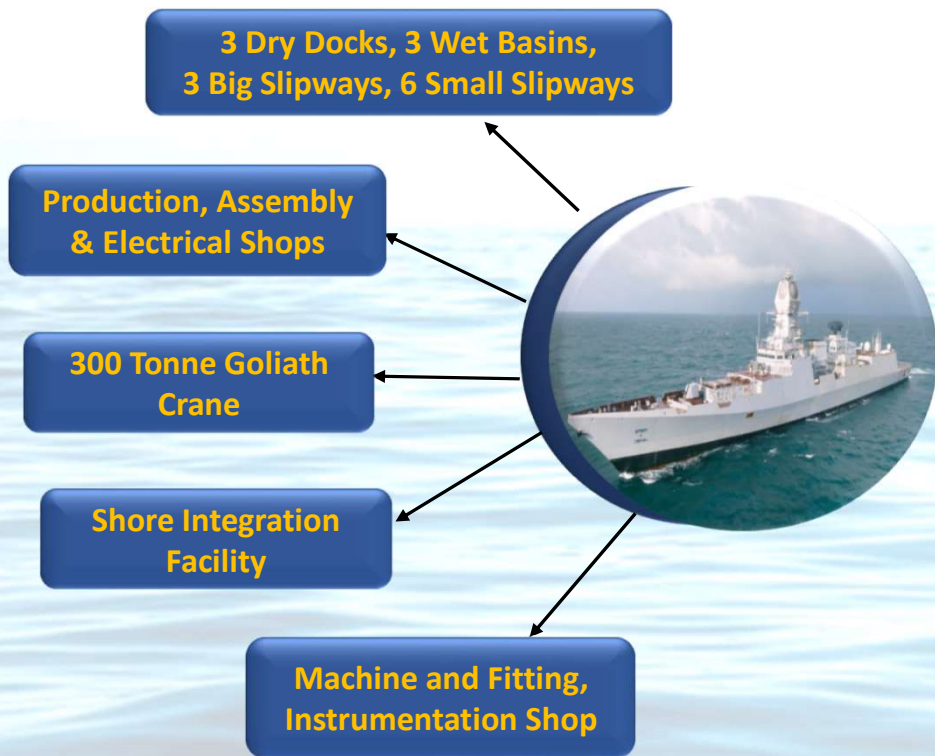 3 Dry Docks, 3 Wet Basins,
3 Big Slipways, 6 Small Slipways
Production, Assembly
& Electrical Shops
300 Tonne Goliath
Crane
Shore Integration
Facility
Machine and Fitting,
Instrumentation Shop